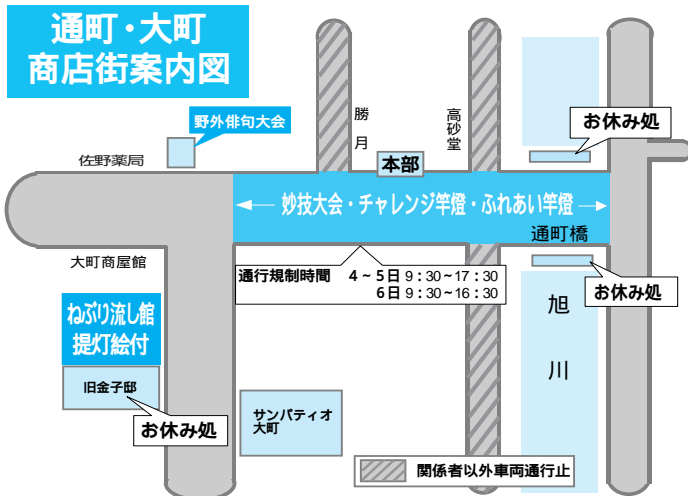 通町・大町
商店街案内図
野外俳句大会
佐野薬局
勝月
本部
高砂堂
お休み処
妙技大会・チャレンジ竿燈・ふれあい竿燈
通町橋
大町商屋館
通行規制時間 4~5日 9:30~17:30
6日 9:30~16:30
お休み処
旭川
ねぶり流し館
提灯絵付
旧金子邸
お休み処
サンパティオ
大町
関係者以外車両通行止